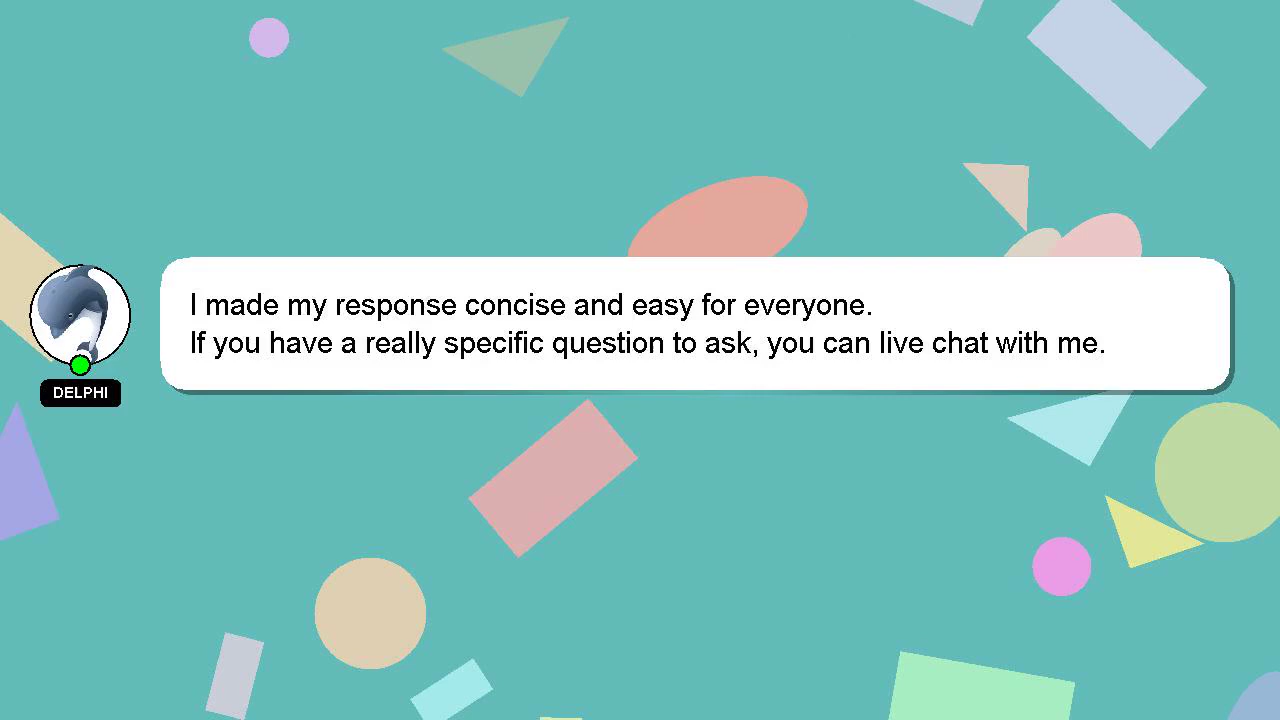 I made my response concise and easy for everyone.
If you have a really specific question to ask, you can live chat with me.
DELPHI